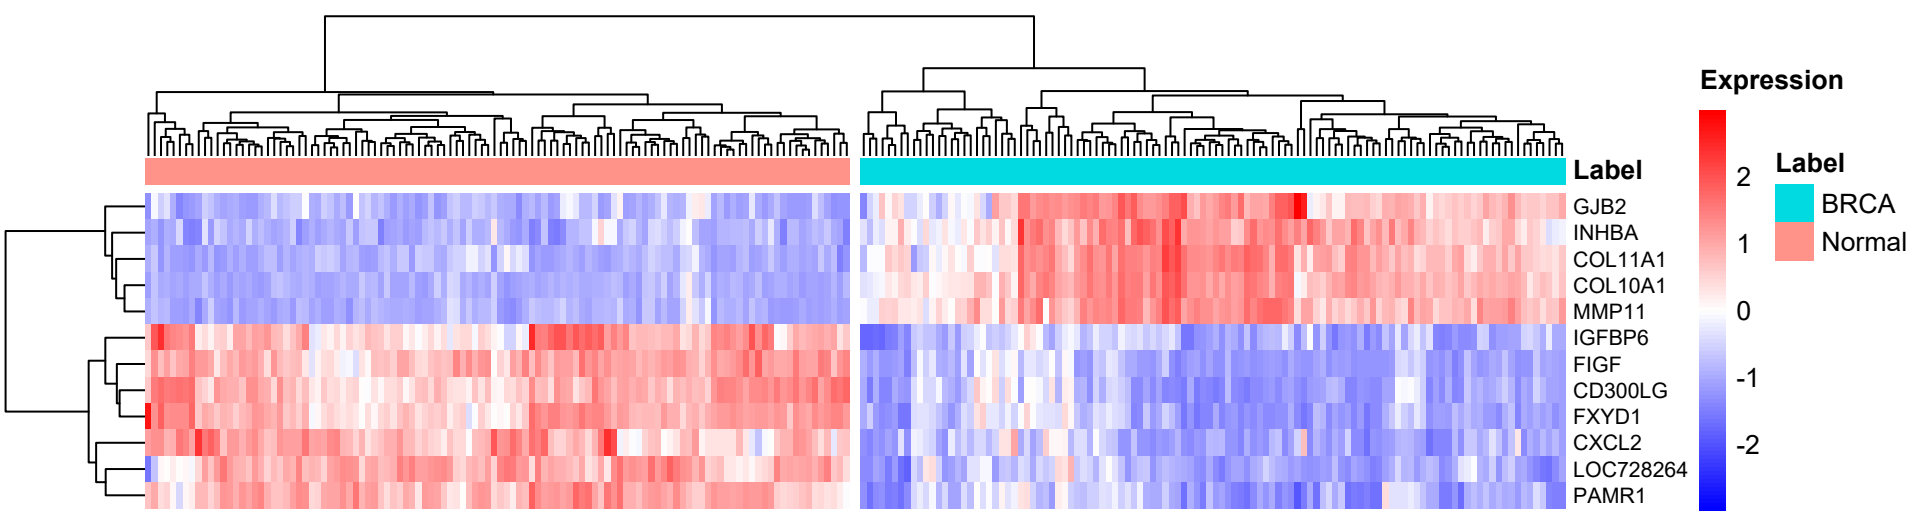 Label
GJB2
INHBA
COL11A1
COL10A1
MMP11
IGFBP6
FIGF
CD300LG
FXYD1
CXCL2
LOC728264
PAMR1
Expression
2
1
0
-1
-2
Label
BRCA
Normal